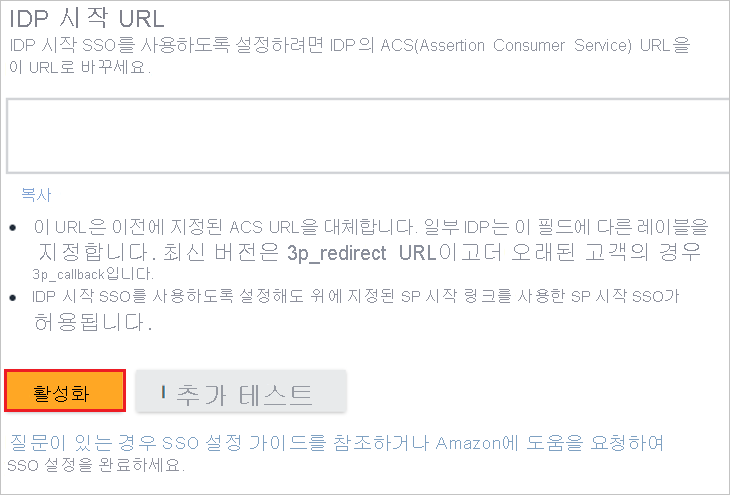 IDP 시작 URL
IDP 시작 SSO를 사용하도록 설정하려면 IDP의 ACS(Assertion Consumer Service) URL을
이 URL로 바꾸세요.
복사
이 URL은 이전에 지정된 ACS URL을 대체합니다. 일부 IDP는 이 필드에 다른 레이블을
지정합니다. 최신 버전은 3p_redirect URL이고더 오래된 고객의 경우
3p_callback입니다.
IDP 시작 SSO를 사용하도록 설정해도 위에 지정된 SP 시작 링크를 사용한 SP 시작 SSO가
허용됩니다.
활성화
추가 테스트
질문이 있는 경우 SSO 설정 가이드를 참조하거나 Amazon에 도움을 요청하여
SSO 설정을 완료하세요.